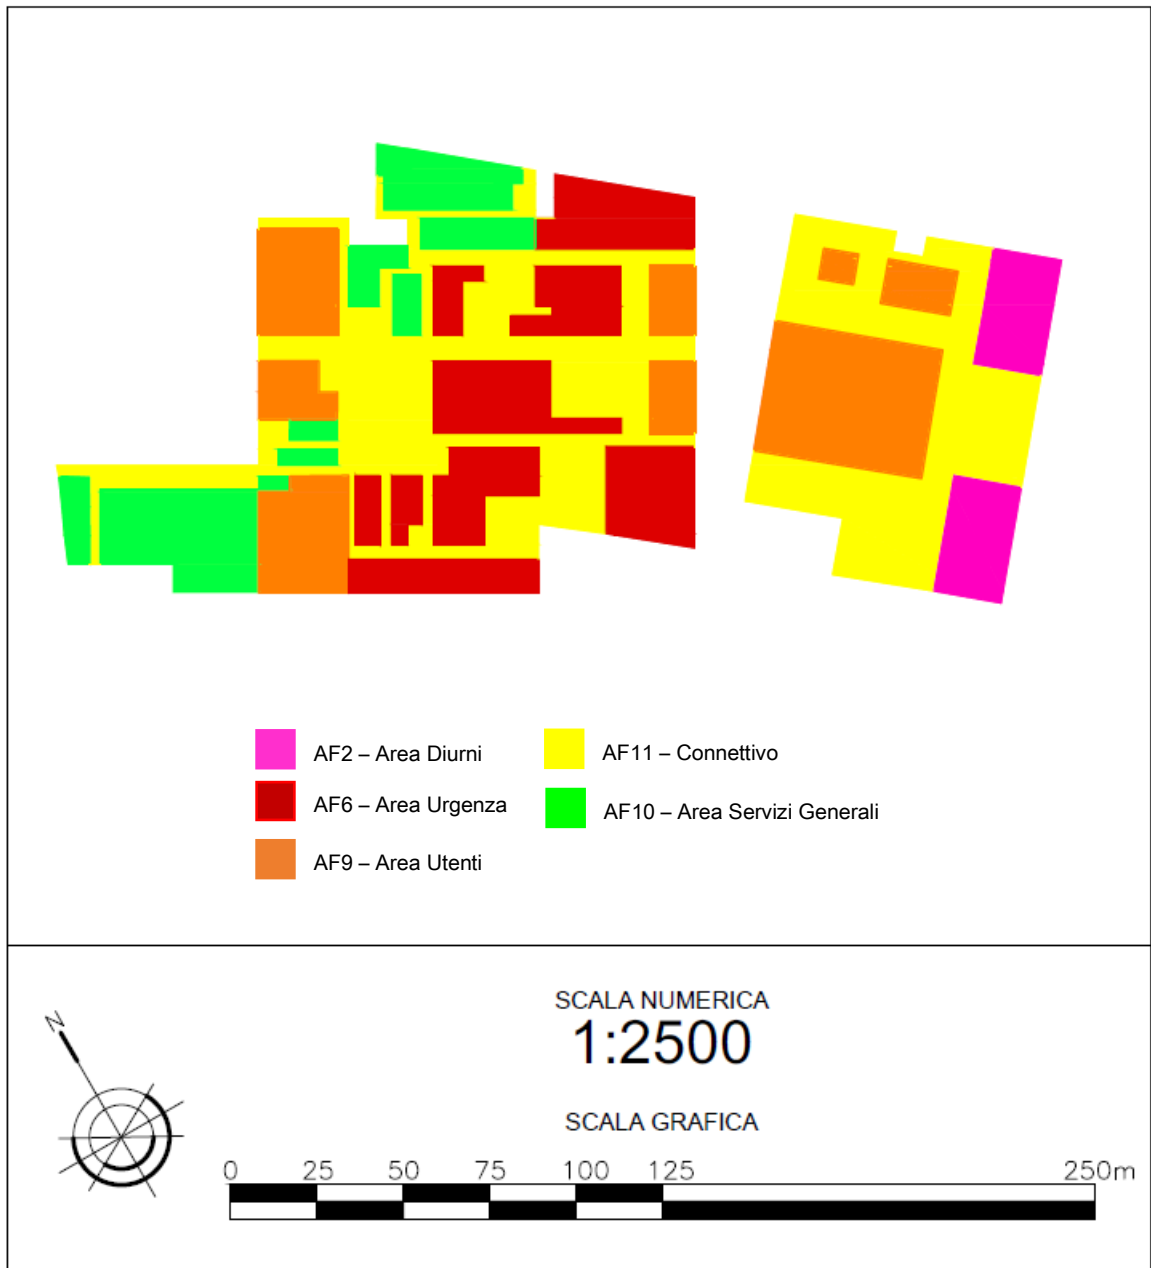 AF2 – Area Diurni
AF11 – Connettivo
AF6 – Area Urgenza
AF10 – Area Servizi Generali
AF9 – Area Utenti
SCALA NUMERICA
1:2500
N
SCALA GRAFICA
0 25 50 75 100 125 250m